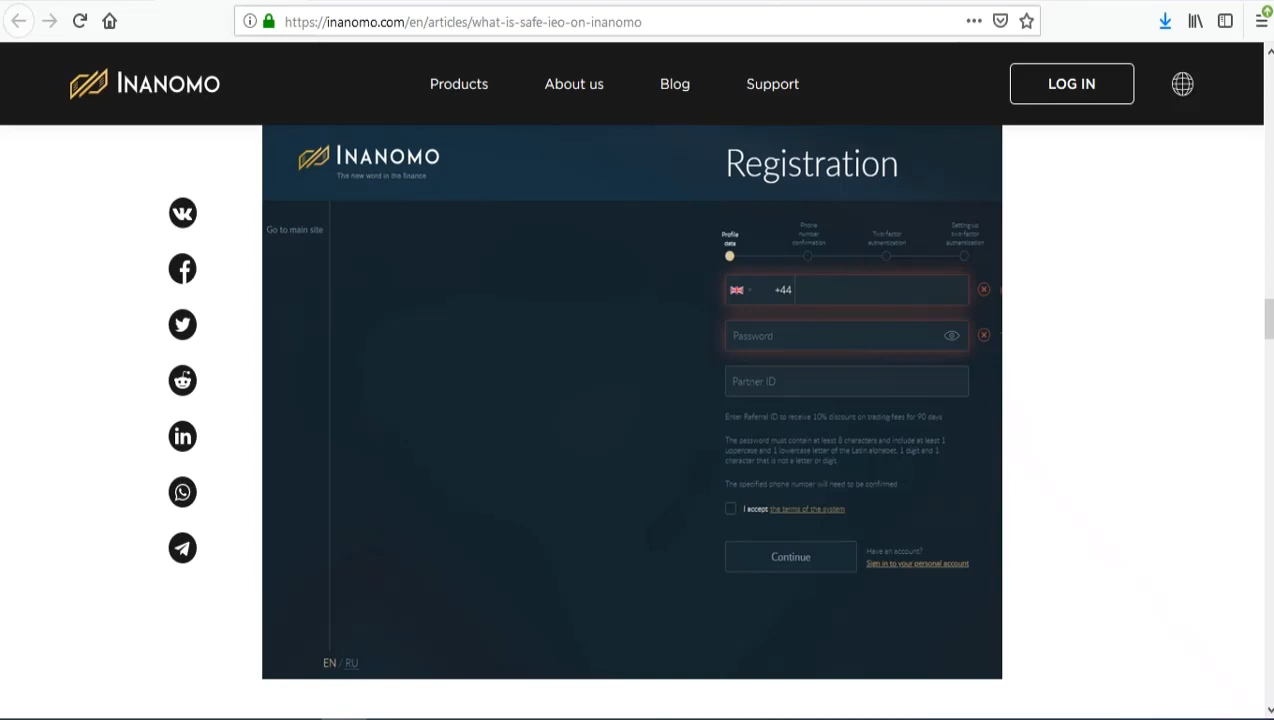 https://inanomo.com/en/articles/what-is-safe-ieo-on-inanomo
INANOMO
Products
About us
Blog
Support
LOG IN
INANOMO
The new word in the finance
Registration
Go to main site
Profile
data
Phone
number
confirmation
Two-factor
authentication
Setting up
two-factor
authentication
+44
Password
Partner ID
Enter Referral ID to receive 10% discount on trading fees for 90 days
The password must contain at least 8 characters and include at least 1
uppercase and 1 lowercase letter of the Latin alphabet, 1 digit and 1
character that is not a letter or digit.
The specified phone number will need to be confirmed
I accept the terms of the system
Continue
Have an account?
Sign in to your personal account
EN / RU